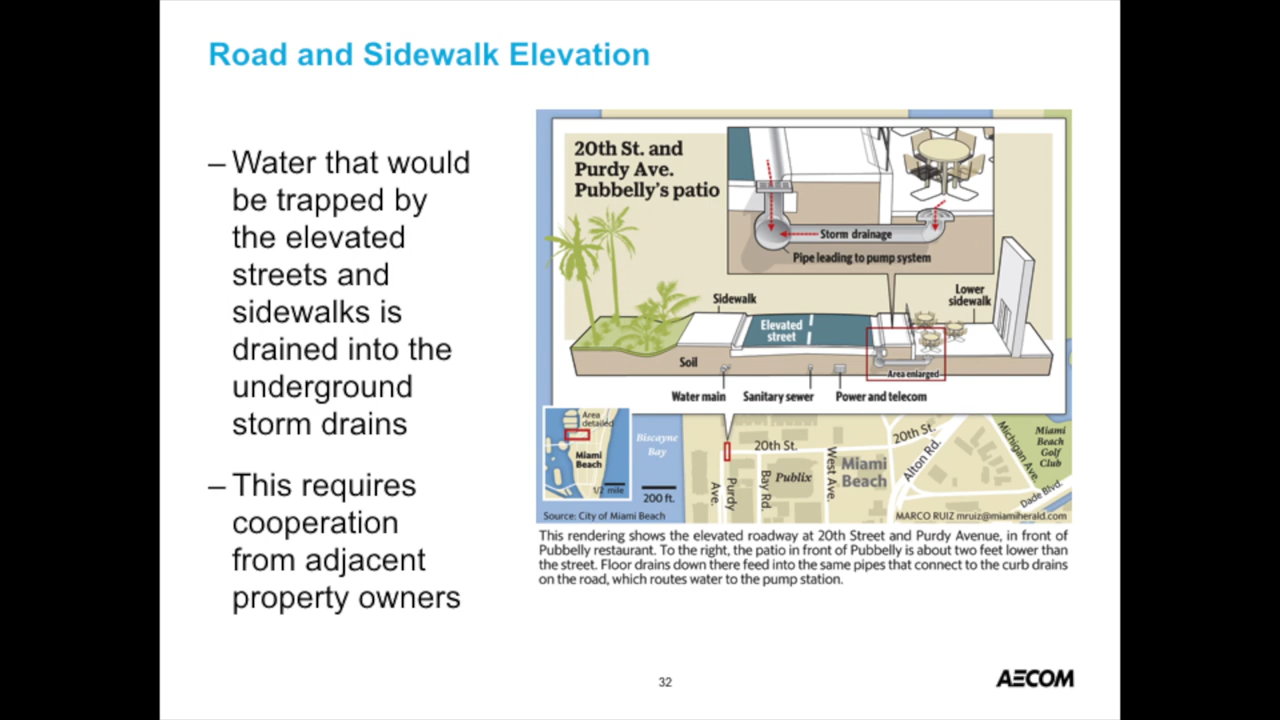 Road and Sidewalk Elevation
– Water that would
be trapped by
the elevated
streets and
sidewalks is
drained into the
underground
storm drains
– This requires
cooperation
from adjacent
property owners
20th St. and
Purdy Ave.
Pubbelly's patio
Storm drainage
Pipe leading to pump system
Sidewalk
Lower
sidewalk
Elevated
street
Soil
Area enlarged
Water main
Sanitary sewer
Power and telecom
Area
detailed
Miami
Beach
1/2 mile
Biscayne
Bay
200 ft.
20th St.
20th St.
Purdy
Ave.
Bay Rd.
Publix
West Ave.
Miami
Beach
Alton Rd.
Michigan Ave.
Miami
Beach
Golf
Club
Dade Blvd.
Source: City of Miami Beach
MARCO RUIZ mruiz@miamiherald.com
This rendering shows the elevated roadway at 20th Street and Purdy Avenue, in front of
Pubbelly restaurant. To the right, the patio in front of Pubbelly is about two feet lower than
the street. Floor drains down there feed into the same pipes that connect to the curb drains
on the road, which routes water to the pump station.
32
AECOM